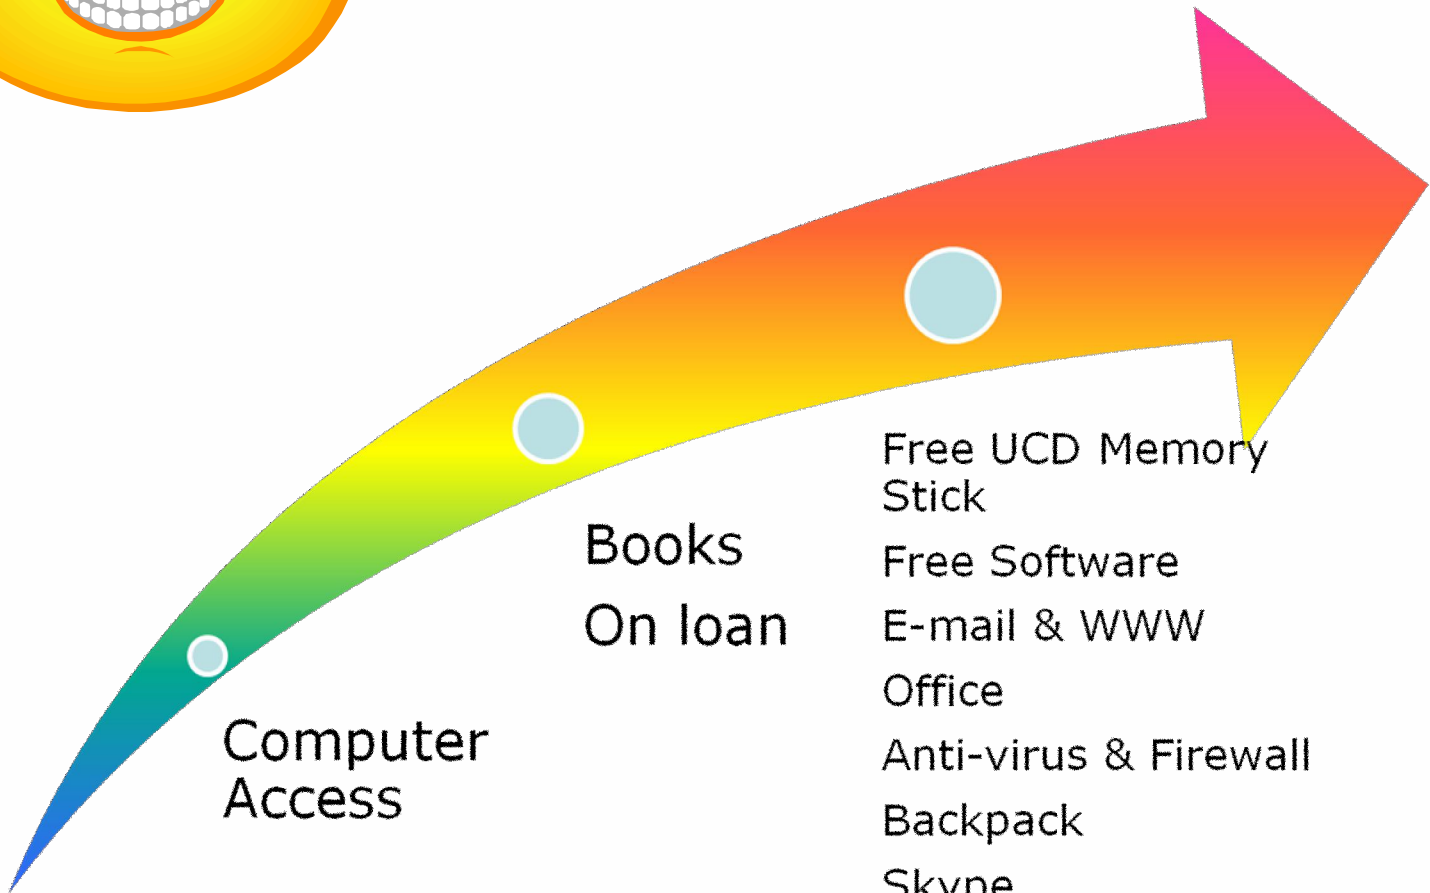 Free UCD Memory
Stick
Books
Free Software
On loan
E-mail & WWW
Office
Computer
Access
Anti-virus & Firewall
Backpack
Skype